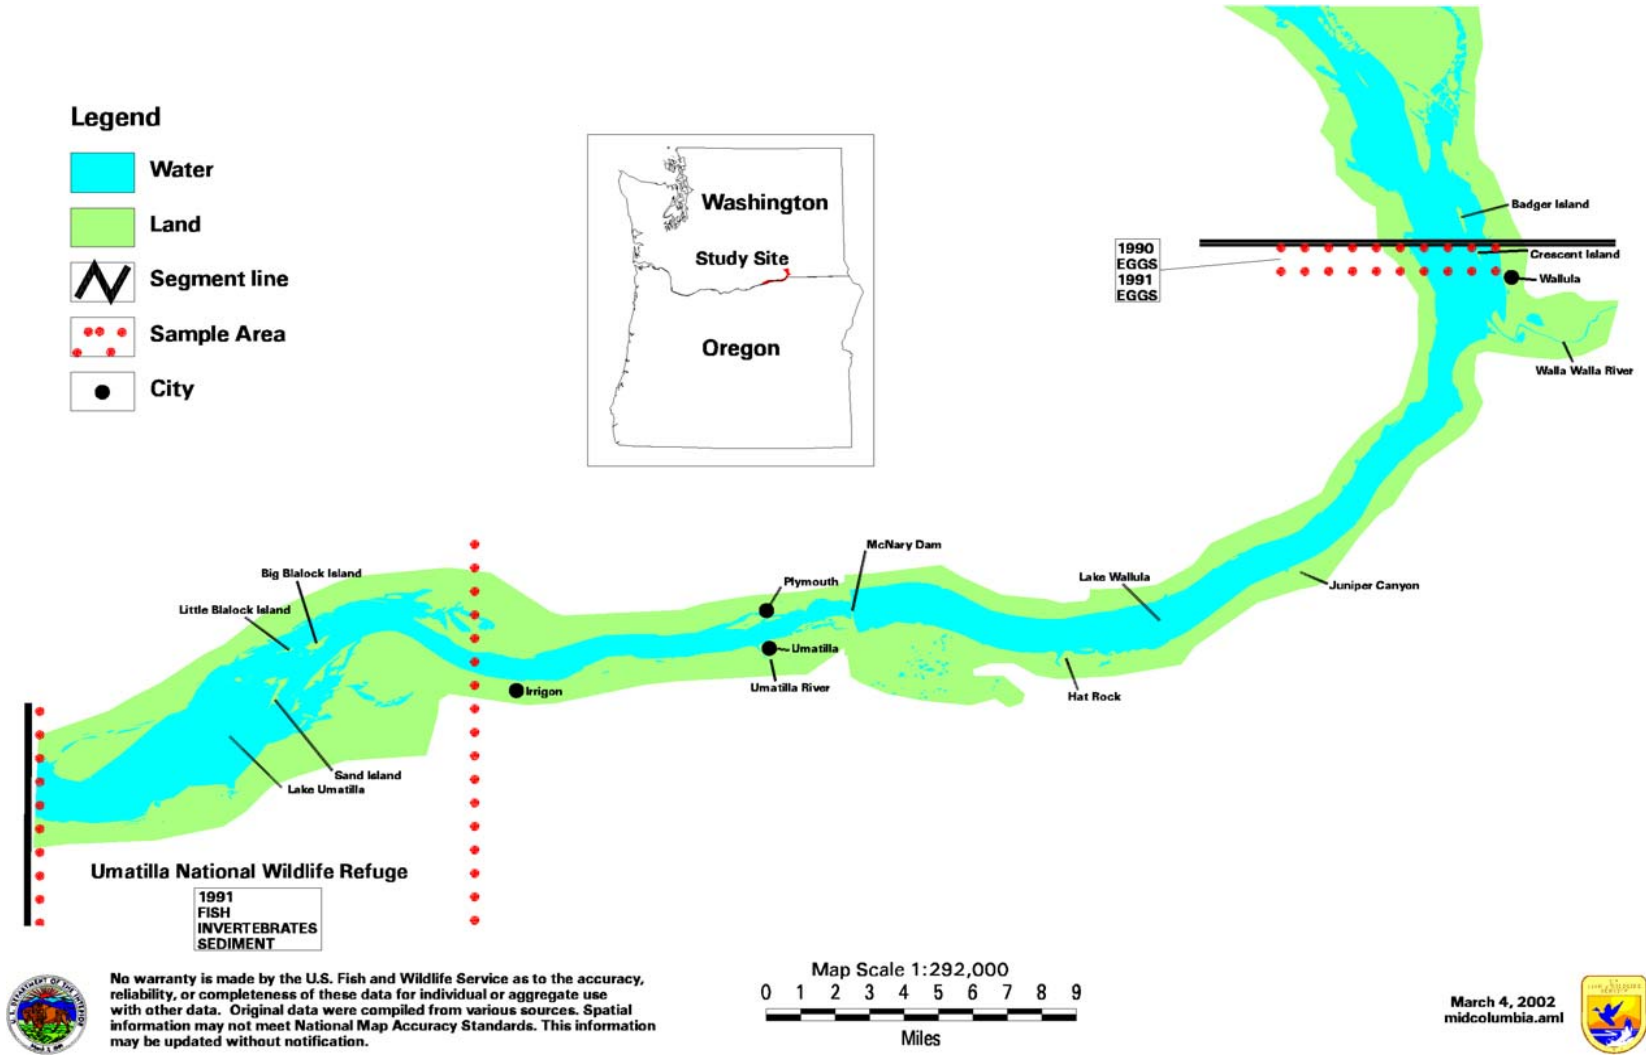 Legend
Water
Land
Segment line
Sample Area
City
Washington
Study Site
Oregon
Badger Island
1990
EGGS
1991
EGGS
Crescent Island
Wallula
Walla Walla River
McNary Dam
Big Blalock Island
Plymouth
Lake Wallula
Juniper Canyon
Little Blalock Island
Umatilla
Umatilla River
Irrigon
Hat Rock
Sand Island
Lake Umatilla
Umatilla National Wildlife Refuge
1991
FISH
INVERTEBRATES
SEDIMENT
No warranty is made by the U.S. Fish and Wildlife Service as to the accuracy,
reliability, or completeness of these data for individual or aggregate use
with other data. Original data were compiled from various sources. Spatial
information may not meet National Map Accuracy Standards. This information
may be updated without notification.
Map Scale 1:292,000
0 1 2 3 4 5 6 7 8 9
Miles
March 4, 2002
midcolumbia.aml